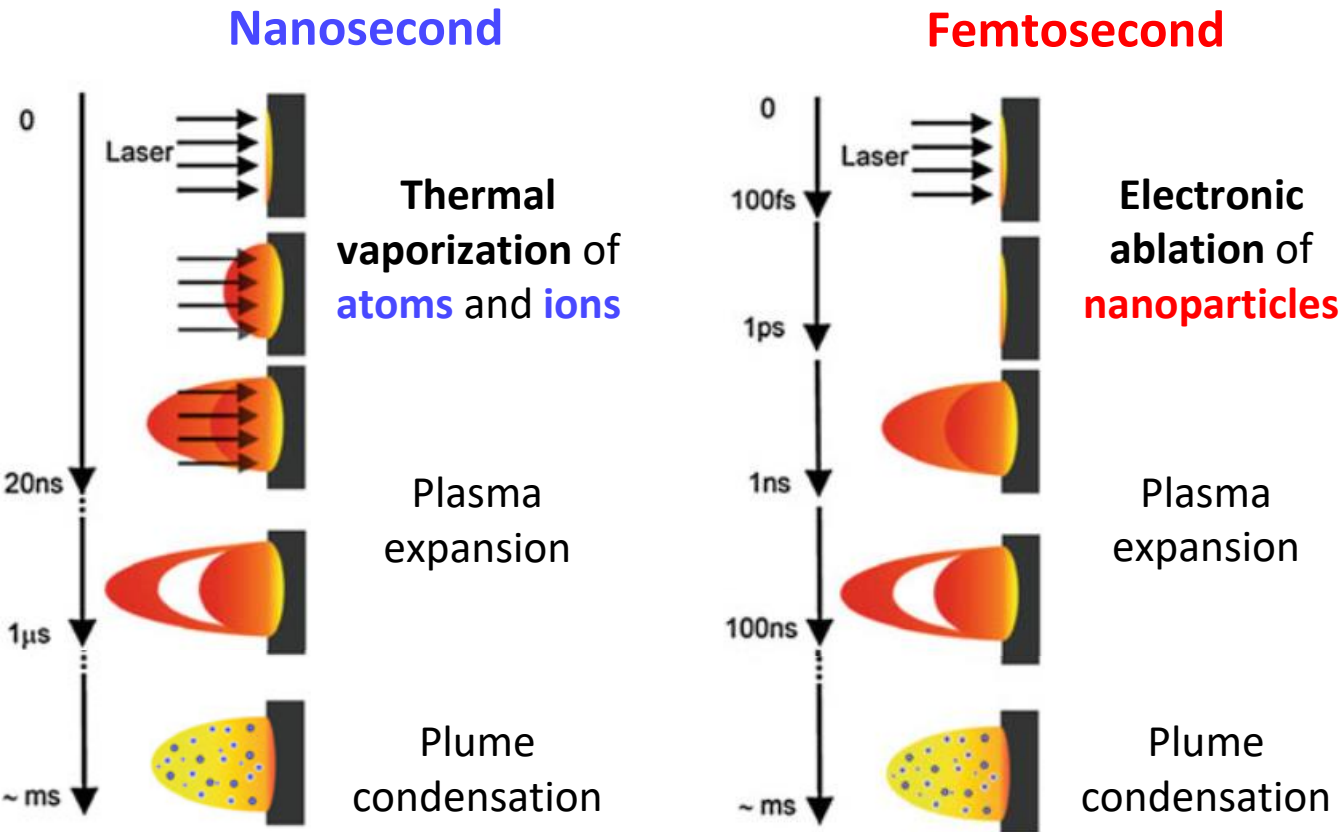 Nanosecond
0
Laser
Thermal
vaporization of
atoms and ions
20ns
Plasma
expansion
1μs
Plume
condensation
~ ms
Femtosecond
0
Laser
100fs
Electronic
ablation of
nanoparticles
1ps
1ns
Plasma
expansion
100ns
Plume
condensation
~ ms